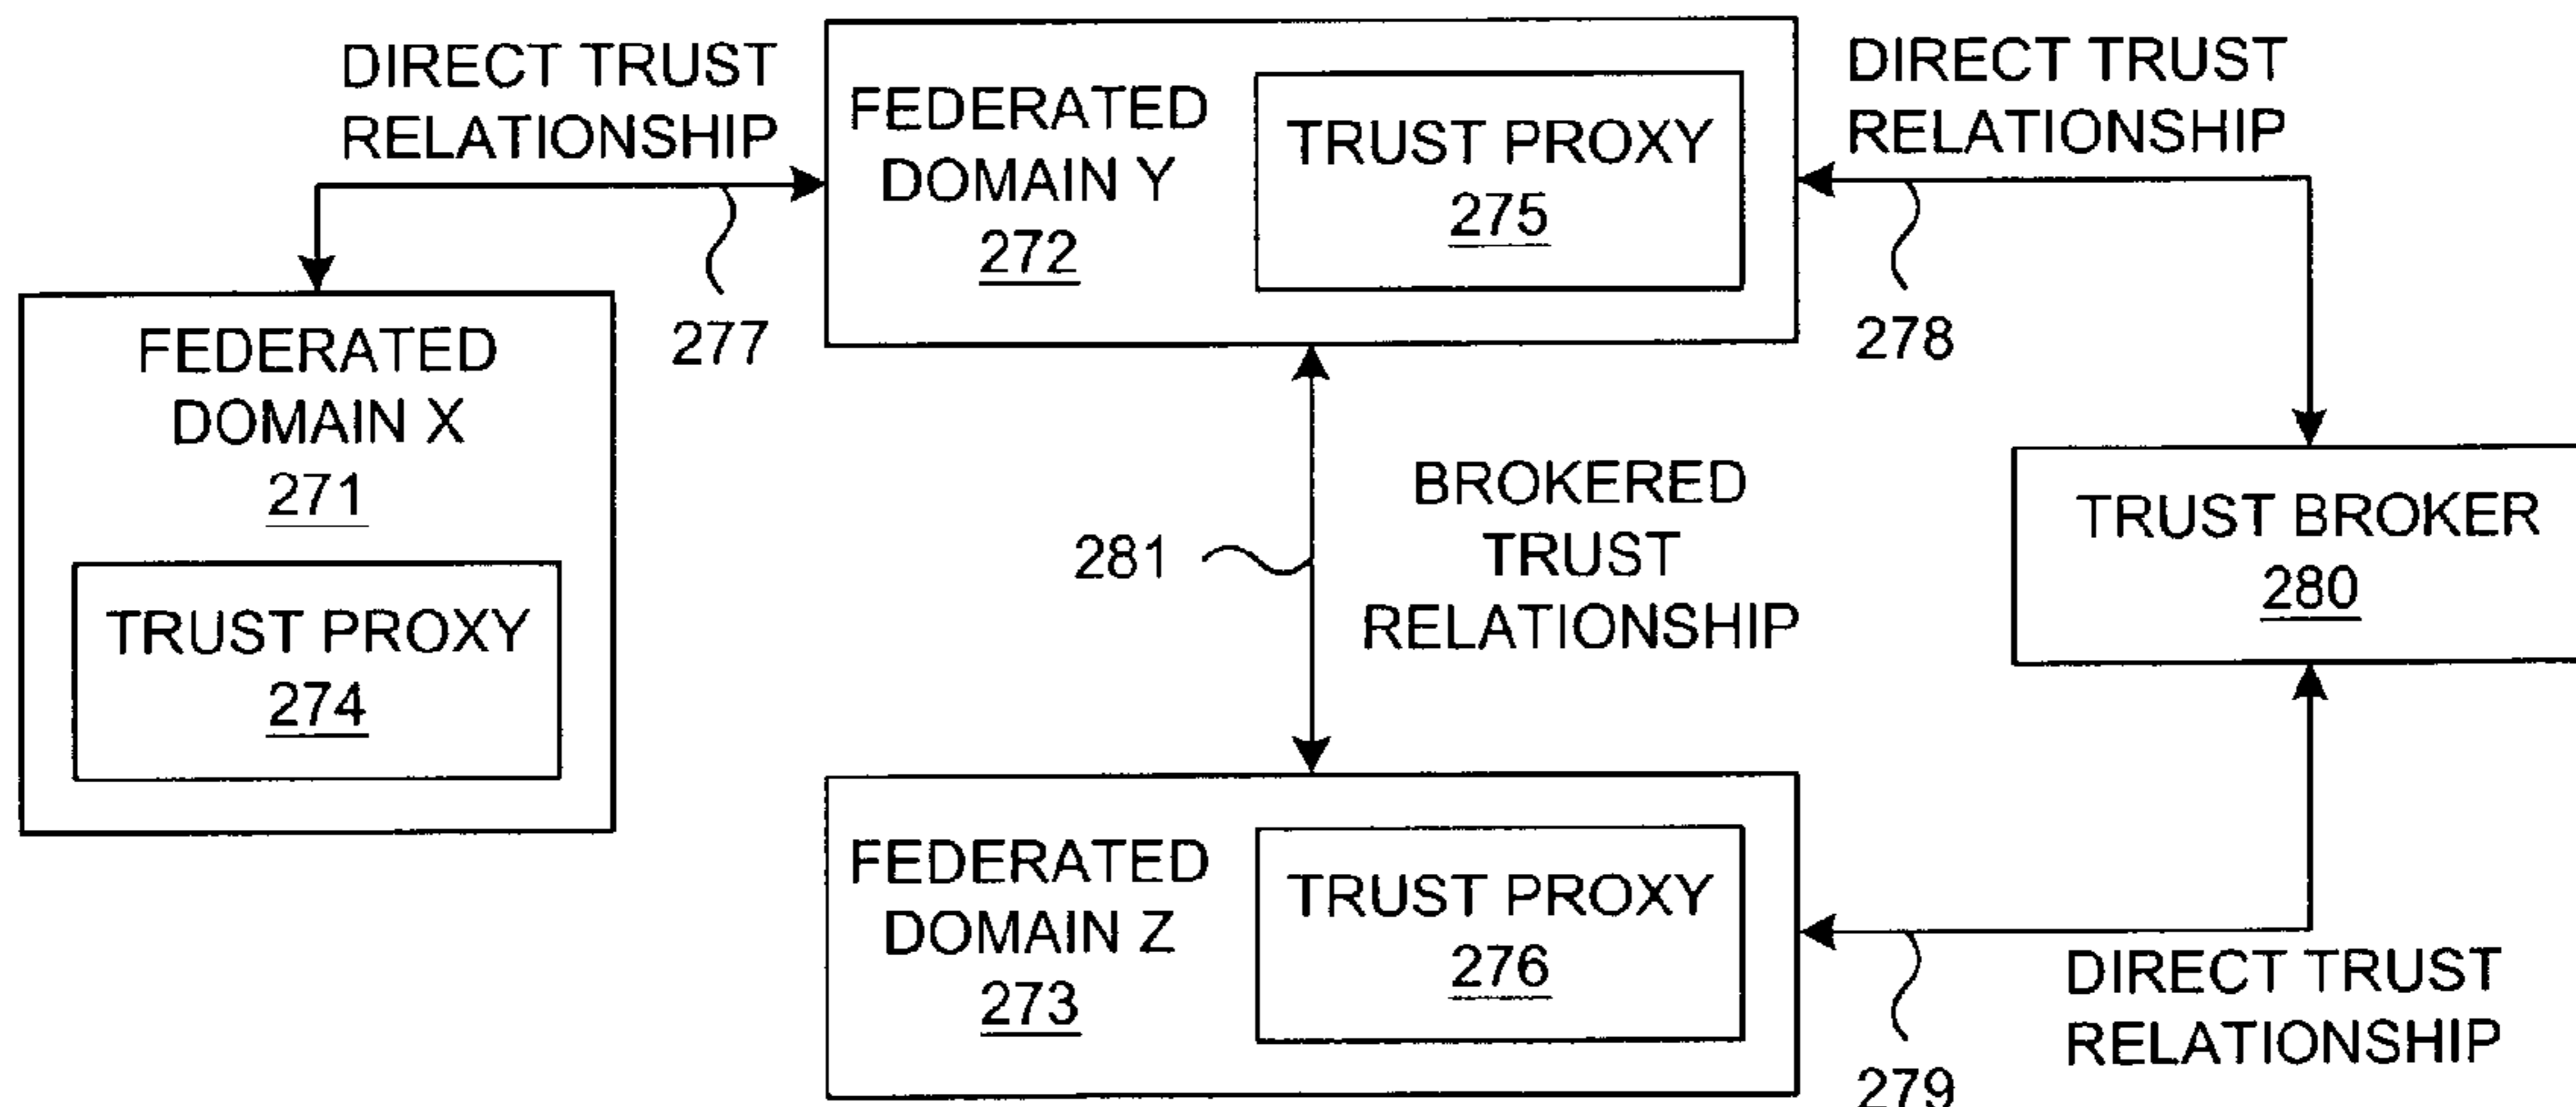 DIRECT TRUST
RELATIONSHIP
277
FEDERATED
DOMAIN X
271
TRUST PROXY
274
FEDERATED
DOMAIN Y
272
TRUST PROXY
275
DIRECT TRUST
RELATIONSHIP
278
281
BROKERED
TRUST
RELATIONSHIP
TRUST BROKER
280
FEDERATED
DOMAIN Z
273
TRUST PROXY
276
279
DIRECT TRUST
RELATIONSHIP